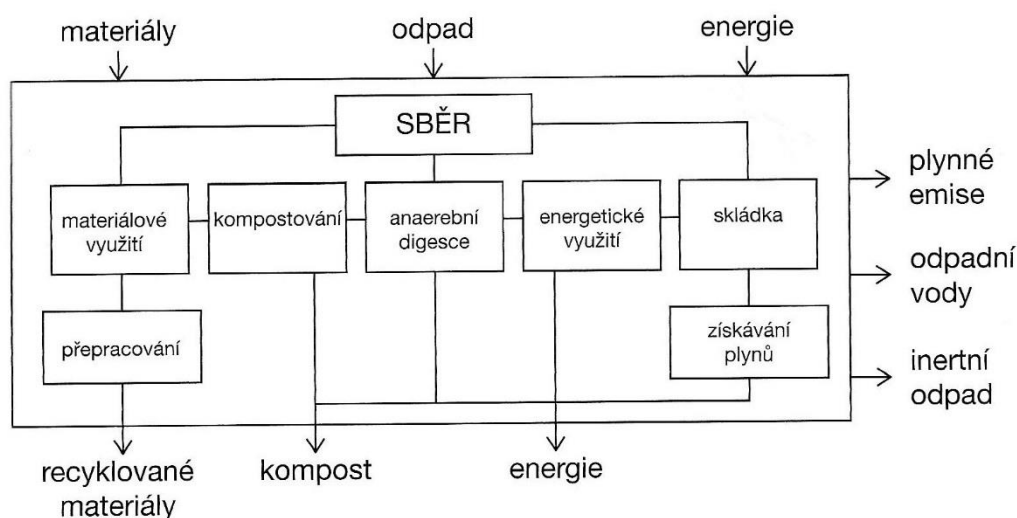 materiály
odpad
energie
SBĚR
materiálové
využití
kompostování
anaerební
digesce
energetické
využití
skládka
přepracování
získávání
plynů
plynné
emise
odpadní
vody
inertní
odpad
recyklované
materiály
kompost
energie